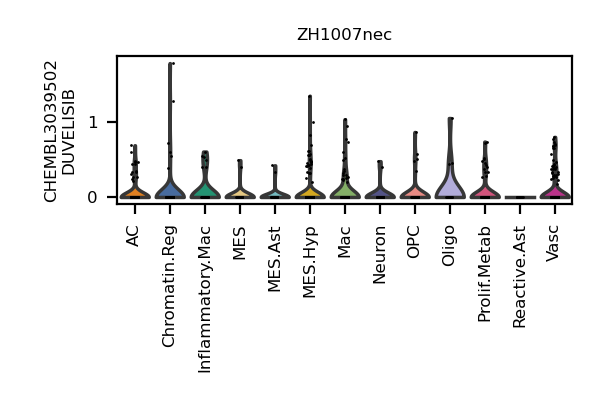 ZH1007nec
CHEMBL3039502
DUVELISIB
1
0
AC
Chromatin.Reg
Inflammatory.Mac
MES
MES.Ast
MES.Hyp
Mac
Neuron
OPC
Oligo
Prolif.Metab
Reactive.Ast
Vasc